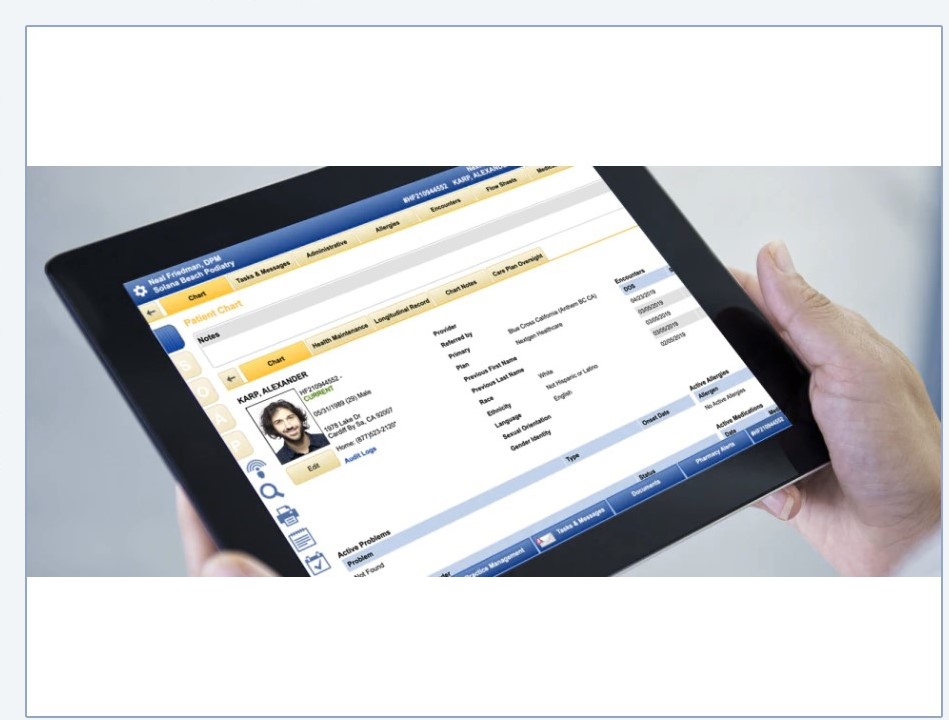 Neal Friedman, DPM
Solana Beach Podiatry
#HF210944552 KARP, ALEXANDER
Chart
Tasks & Messages
Administrative
Allergies
Encounters
Flow Sheets
Patient Chart
Notes
S
O
A
P
Chart
Health Maintenance
Longitudinal Record
Chart Notes
Care Plan Oversight
KARP, ALEXANDER
HF210944552 -
CURRENT
05/31/1989 (29) Male
1978 Lake Dr
Cardiff By Sa, CA 92007
Home: (877)523-2120*
Edit
Audit Logs
Provider
Referred by
Primary Blue Cross California (Anthem BC CA)
Plan Nextgen Healthcare
Previous First Name
Previous Last Name
Race White
Ethnicity Not Hispanic or Latino
Language English
Sexual Orientation
Gender Identity
Encounters
DOS
04/23/2019
03/05/2019
03/05/2019
03/05/2019
02/05/2019
Active Allergies
Allergen
No Active Allergies
Active Medications
Date
Active Problems
Problem
Type
Onset Date
Status
Not Found
Practice Management
Tasks & Messages
Documents
Pharmacy Alerts
#HF210944552